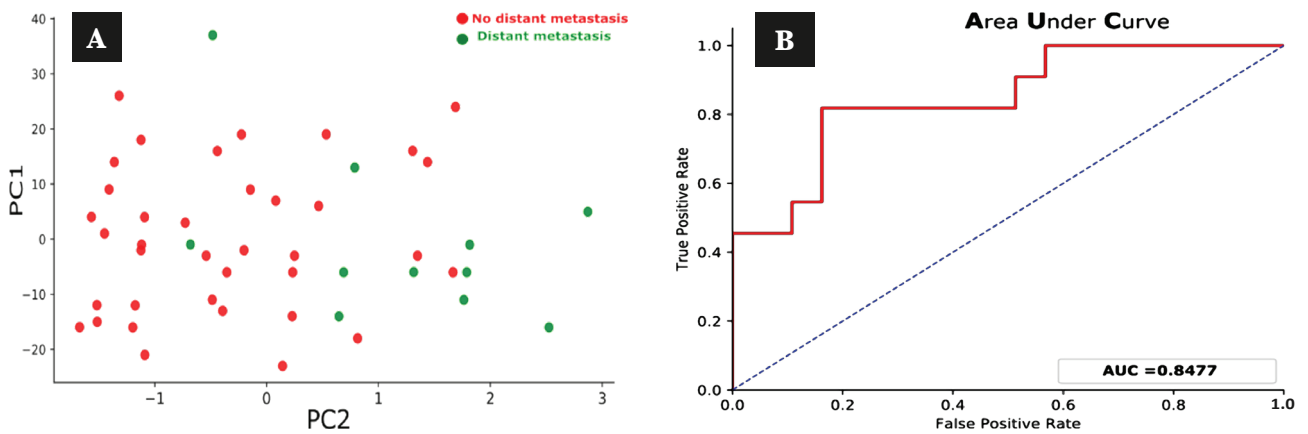 A
No distant metastasis
Distant metastasis
40
30
20
10
0
−10
−20
PC1
−1
0
1
2
3
PC2
B
Area Under Curve
1.0
0.8
0.6
0.4
0.2
0.0
True Positive Rate
AUC =0.8477
0.0
0.2
0.4
0.6
0.8
1.0
False Positive Rate